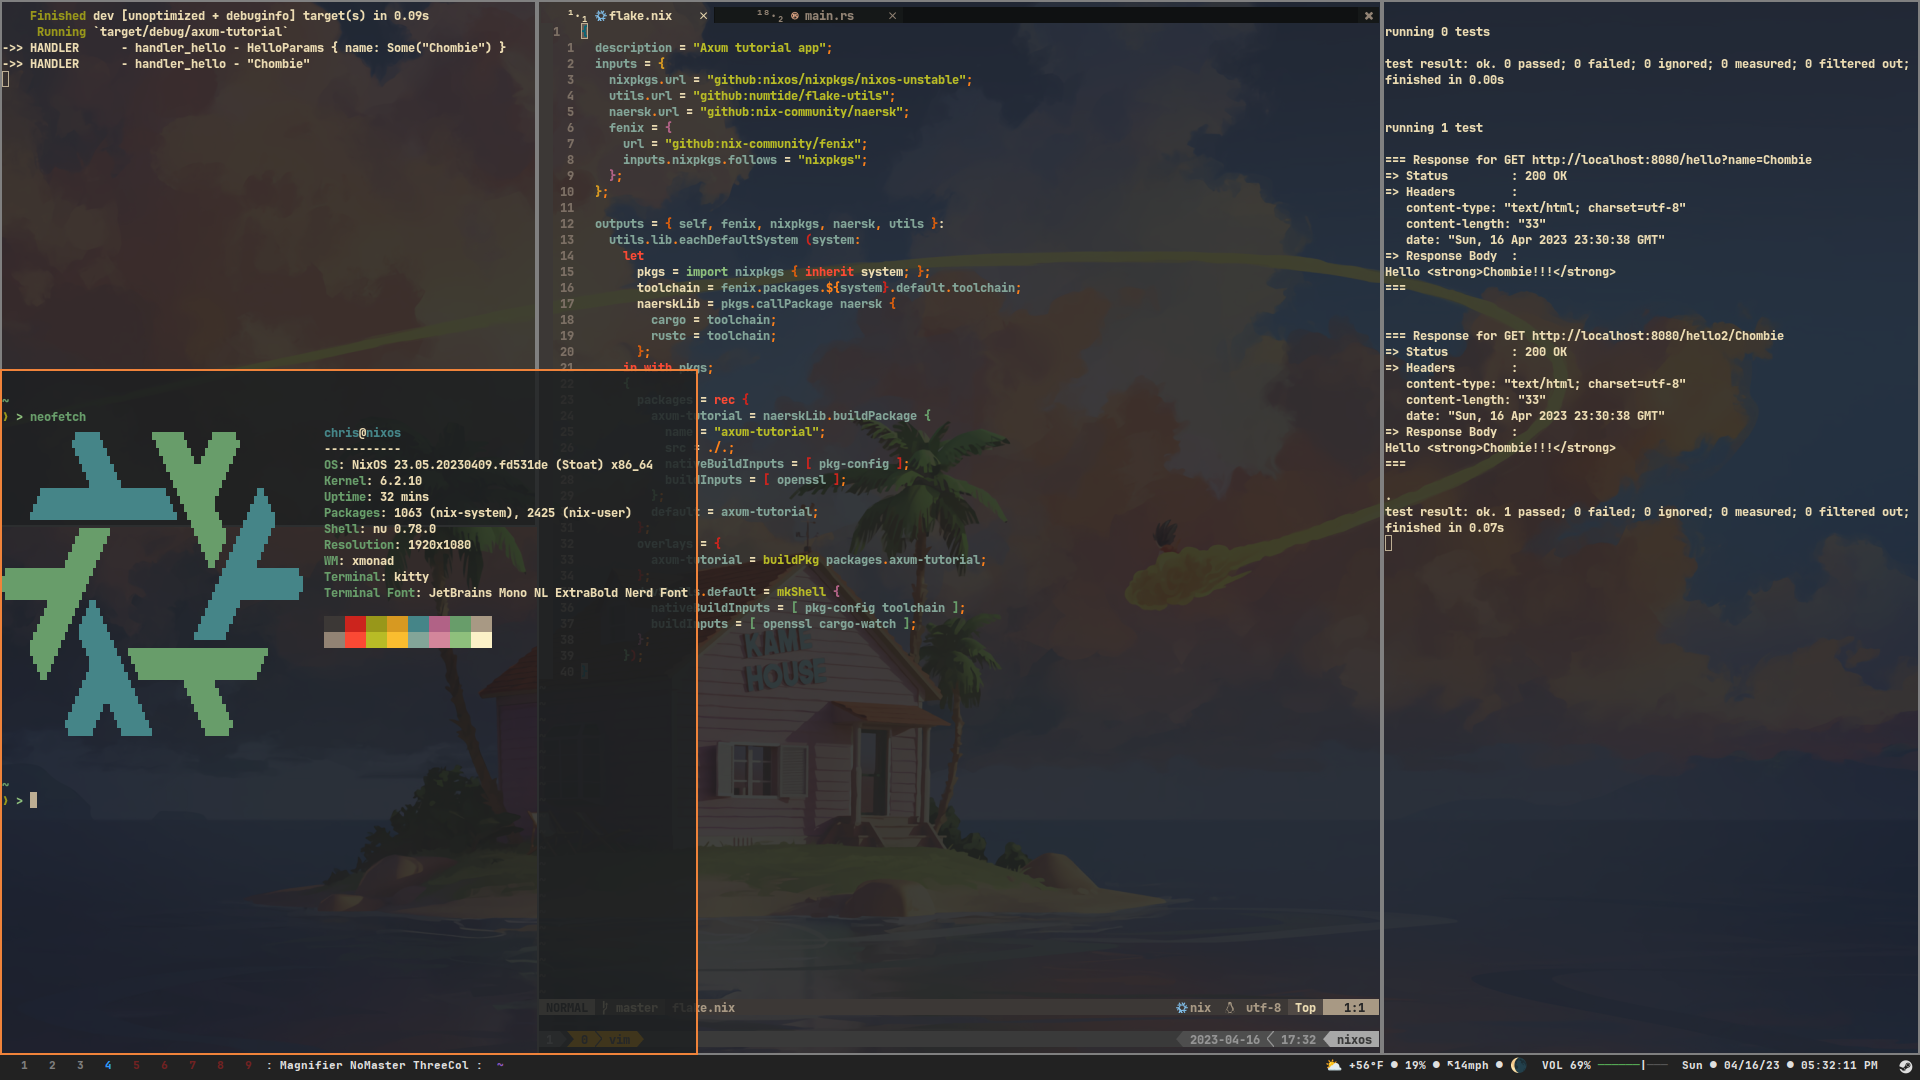 Finished dev [unoptimized + debuginfo] target(s) in 0.09s
Running `target/debug/axum-tutorial`
->> HANDLER      - handler_hello - HelloParams { name: Some("Chombie") }
->> HANDLER      - handler_hello - "Chombie"
~
) > neofetch
chris@nixos
-----------
OS: NixOS 23.05.20230409.fd531de (Stoat) x86_64
Kernel: 6.2.10
Uptime: 32 mins
Packages: 1063 (nix-system), 2425 (nix-user)
Shell: nu 0.78.0
Resolution: 1920x1080
WM: xmonad
Terminal: kitty
Terminal Font: JetBrains Mono NL ExtraBold Nerd Font
~
) >
1·1 flake.nix × 18·2 main.rs ×
1
1   description = "Axum tutorial app";
2   inputs = {
3     nixpkgs.url = "github:nixos/nixpkgs/nixos-unstable";
4     utils.url = "github:numtide/flake-utils";
5     naersk.url = "github:nix-community/naersk";
6     fenix = {
7       url = "github:nix-community/fenix";
8       inputs.nixpkgs.follows = "nixpkgs";
9     };
10  };
11
12  outputs = { self, fenix, nixpkgs, naersk, utils }:
13    utils.lib.eachDefaultSystem (system:
14      let
15        pkgs = import nixpkgs { inherit system; };
16        toolchain = fenix.packages.${system}.default.toolchain;
17        naerskLib = pkgs.callPackage naersk {
18          cargo = toolchain;
19          rustc = toolchain;
20        };
21      in with pkgs;
22      {
23        packages = rec {
24          axum-tutorial = naerskLib.buildPackage {
25            name = "axum-tutorial";
26            src = ./.;
nativeBuildInputs = [ pkg-config ];
28            buildInputs = [ openssl ];
29          };
default = axum-tutorial;
31        };
32        overlays = {
33          axum-tutorial = buildPkg packages.axum-tutorial;
34        };
.default = mkShell {
36          nativeBuildInputs = [ pkg-config toolchain ];
37          buildInputs = [ openssl cargo-watch ];
38        };
39      });
40  }
KAME
HOUSE
NORMAL master flake.nix nix utf-8 Top 1:1
1 0 vim 2023-04-16 17:32 nixos
running 0 tests
test result: ok. 0 passed; 0 failed; 0 ignored; 0 measured; 0 filtered out;
finished in 0.00s
running 1 test
=== Response for GET http://localhost:8080/hello?name=Chombie
=> Status         : 200 OK
=> Headers        :
content-type: "text/html; charset=utf-8"
content-length: "33"
date: "Sun, 16 Apr 2023 23:30:38 GMT"
=> Response Body  :
Hello <strong>Chombie!!!</strong>
===
=== Response for GET http://localhost:8080/hello2/Chombie
=> Status         : 200 OK
=> Headers        :
content-type: "text/html; charset=utf-8"
content-length: "33"
date: "Sun, 16 Apr 2023 23:30:38 GMT"
=> Response Body  :
Hello <strong>Chombie!!!</strong>
===
.
test result: ok. 1 passed; 0 failed; 0 ignored; 0 measured; 0 filtered out;
finished in 0.07s
1 2 3 4 5 6 7 8 9 : Magnifier NoMaster ThreeCol : ~ +56°F ● 19% ● ↖14mph ● VOL 69% Sun ● 04/16/23 ● 05:32:11 PM